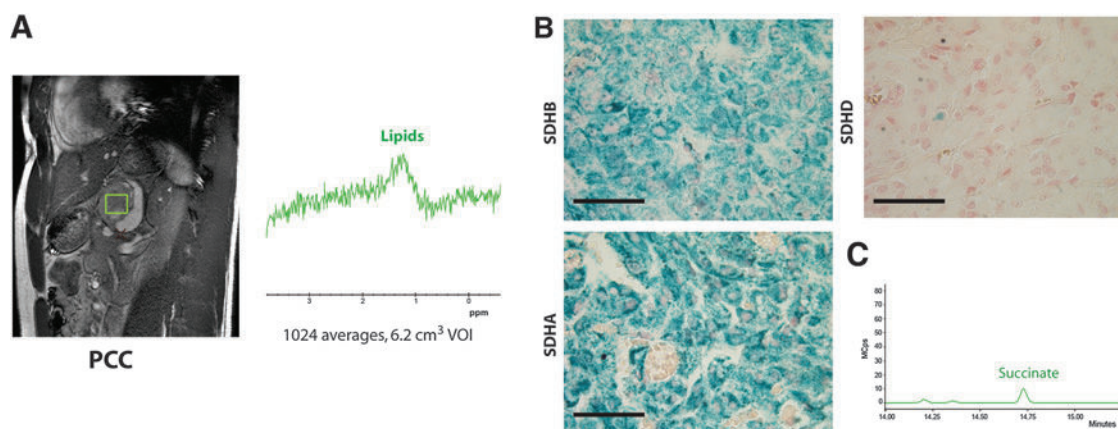 A
Lipids
3
2
1
0
ppm
1024 averages, 6.2 cm³ VOI
PCC
B
SDHB
SDHD
SDHA
C
80
70
60
50
40
30
20
10
0
MCps
Succinate
14.00
14.25
14.50
14.75
15.00
Minutes